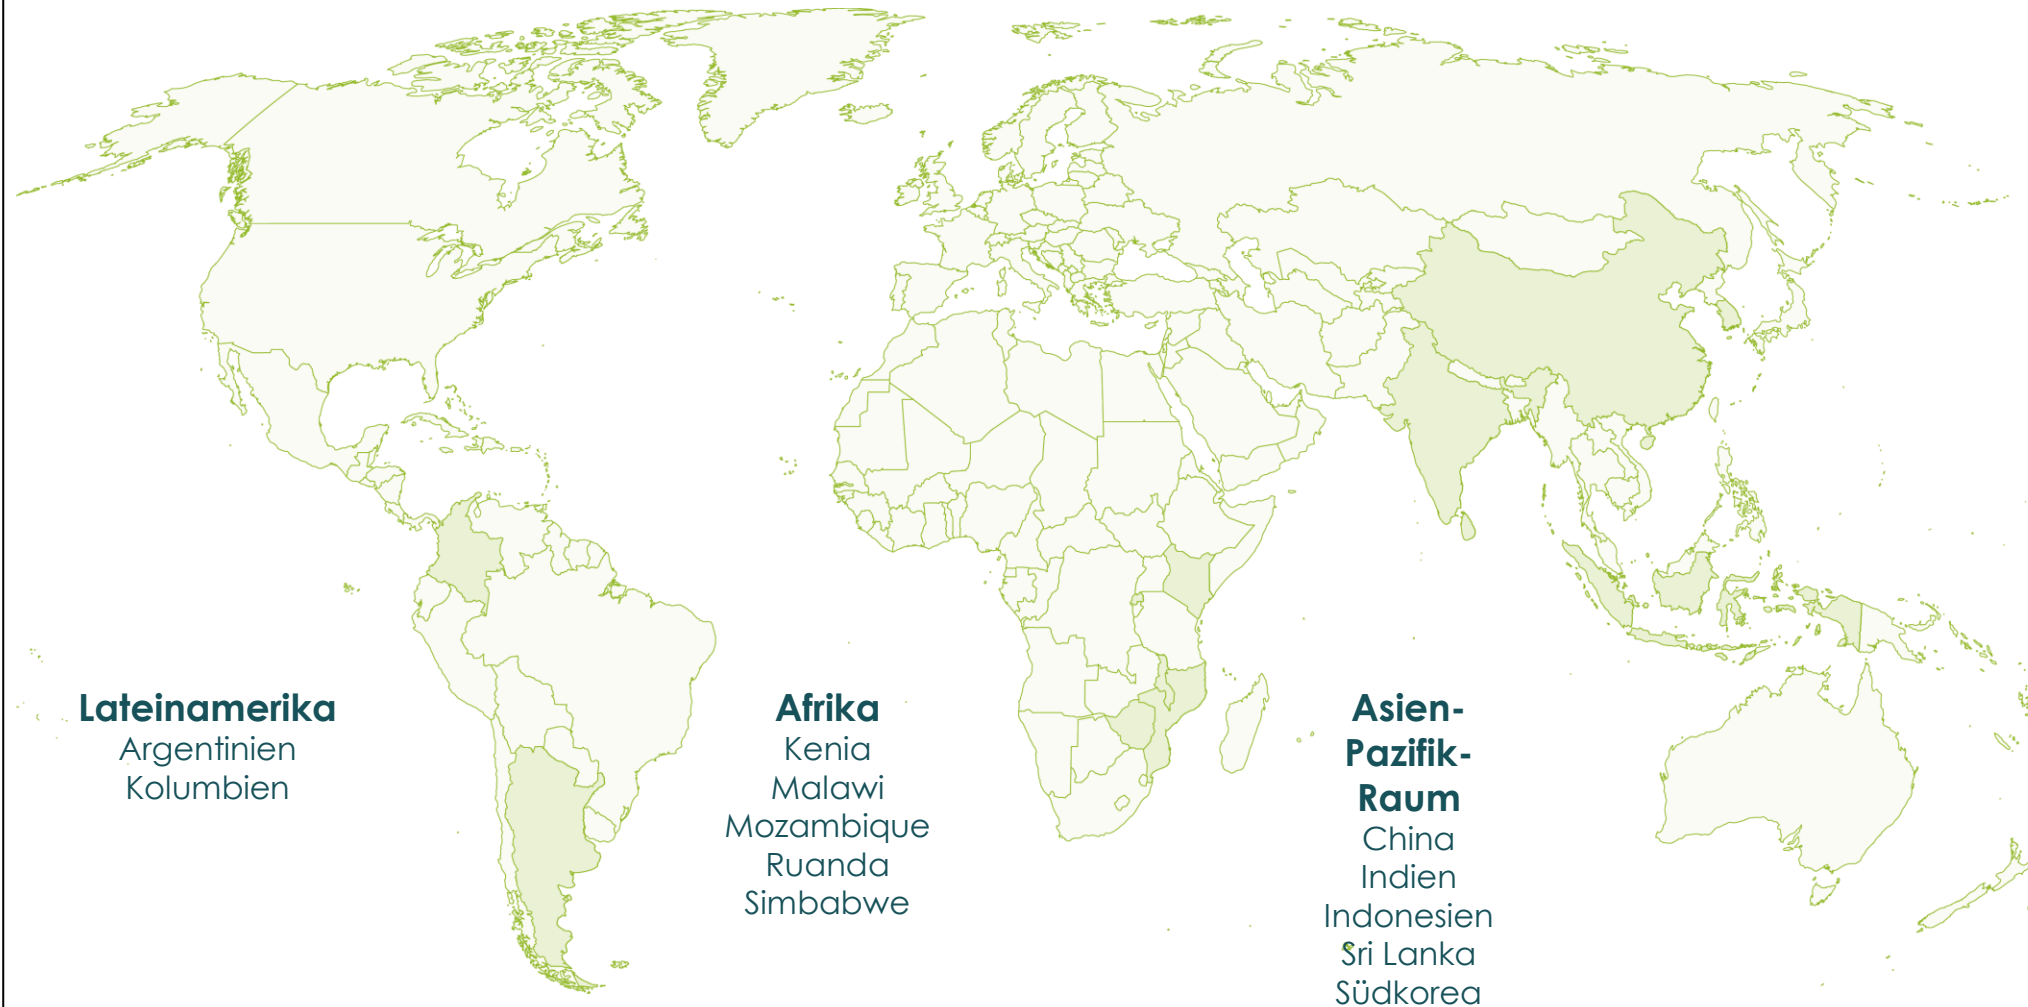 Lateinamerika
Argentinien
Kolumbien
Afrika
Kenia
Malawi
Mozambique
Ruanda
Simbabwe
Asien-
Pazifik-
Raum
China
Indien
Indonesien
Sri Lanka
Südkorea